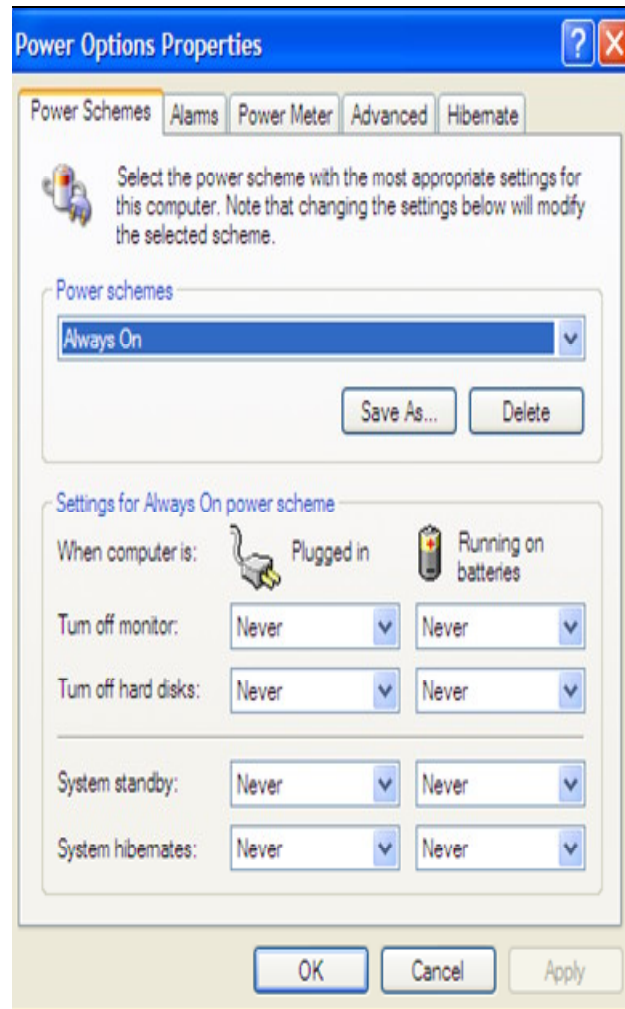 Power Options Properties
Power Schemes Alarms Power Meter Advanced Hibernate
Select the power scheme with the most appropriate settings for
this computer. Note that changing the settings below will modify
the selected scheme.
Power schemes
Always On
Save As... Delete
Settings for Always On power scheme
When computer is: Plugged in Running on
batteries
Turn off monitor: Never Never
Turn off hard disks: Never Never
System standby: Never Never
System hibernates: Never Never
OK Cancel Apply